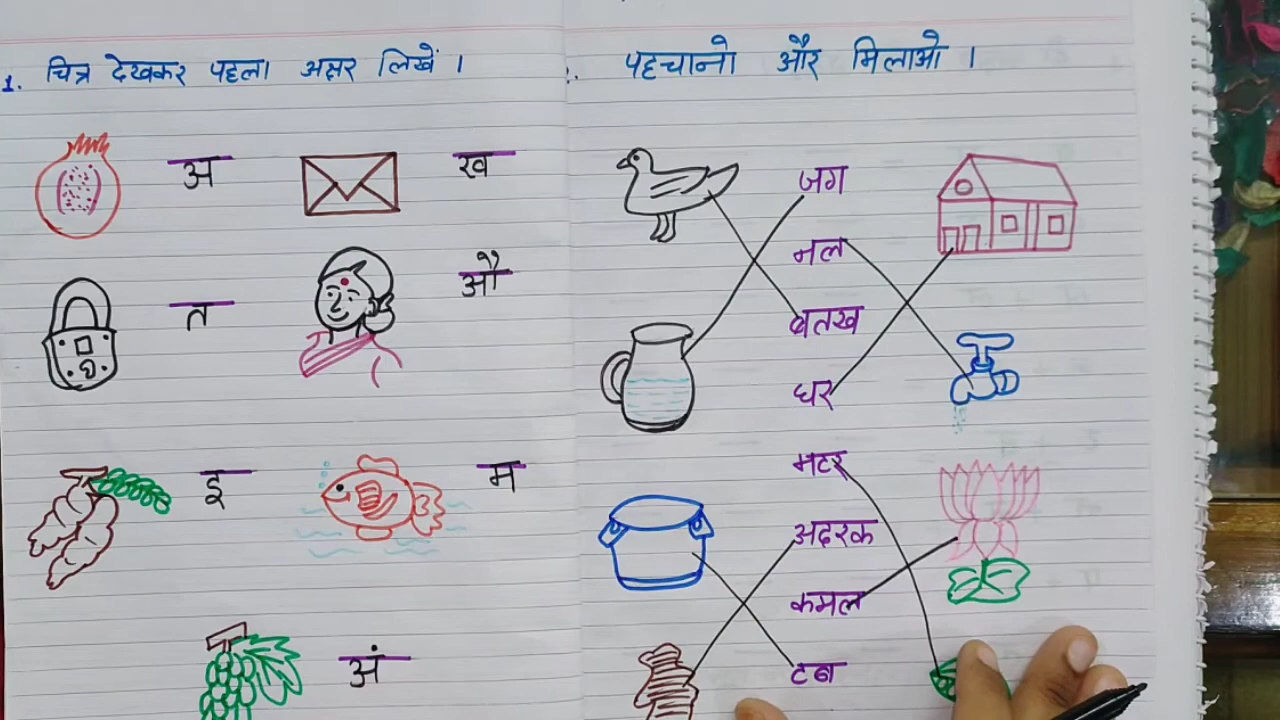 1. चित्र देखकर पहला अक्षर लिखें ।
अ
ख
त
औ
इ
म
अं
पहचानो और मिलाओ ।
जग
नल
बतख
घर
मटर
अदरक
कमल
टब